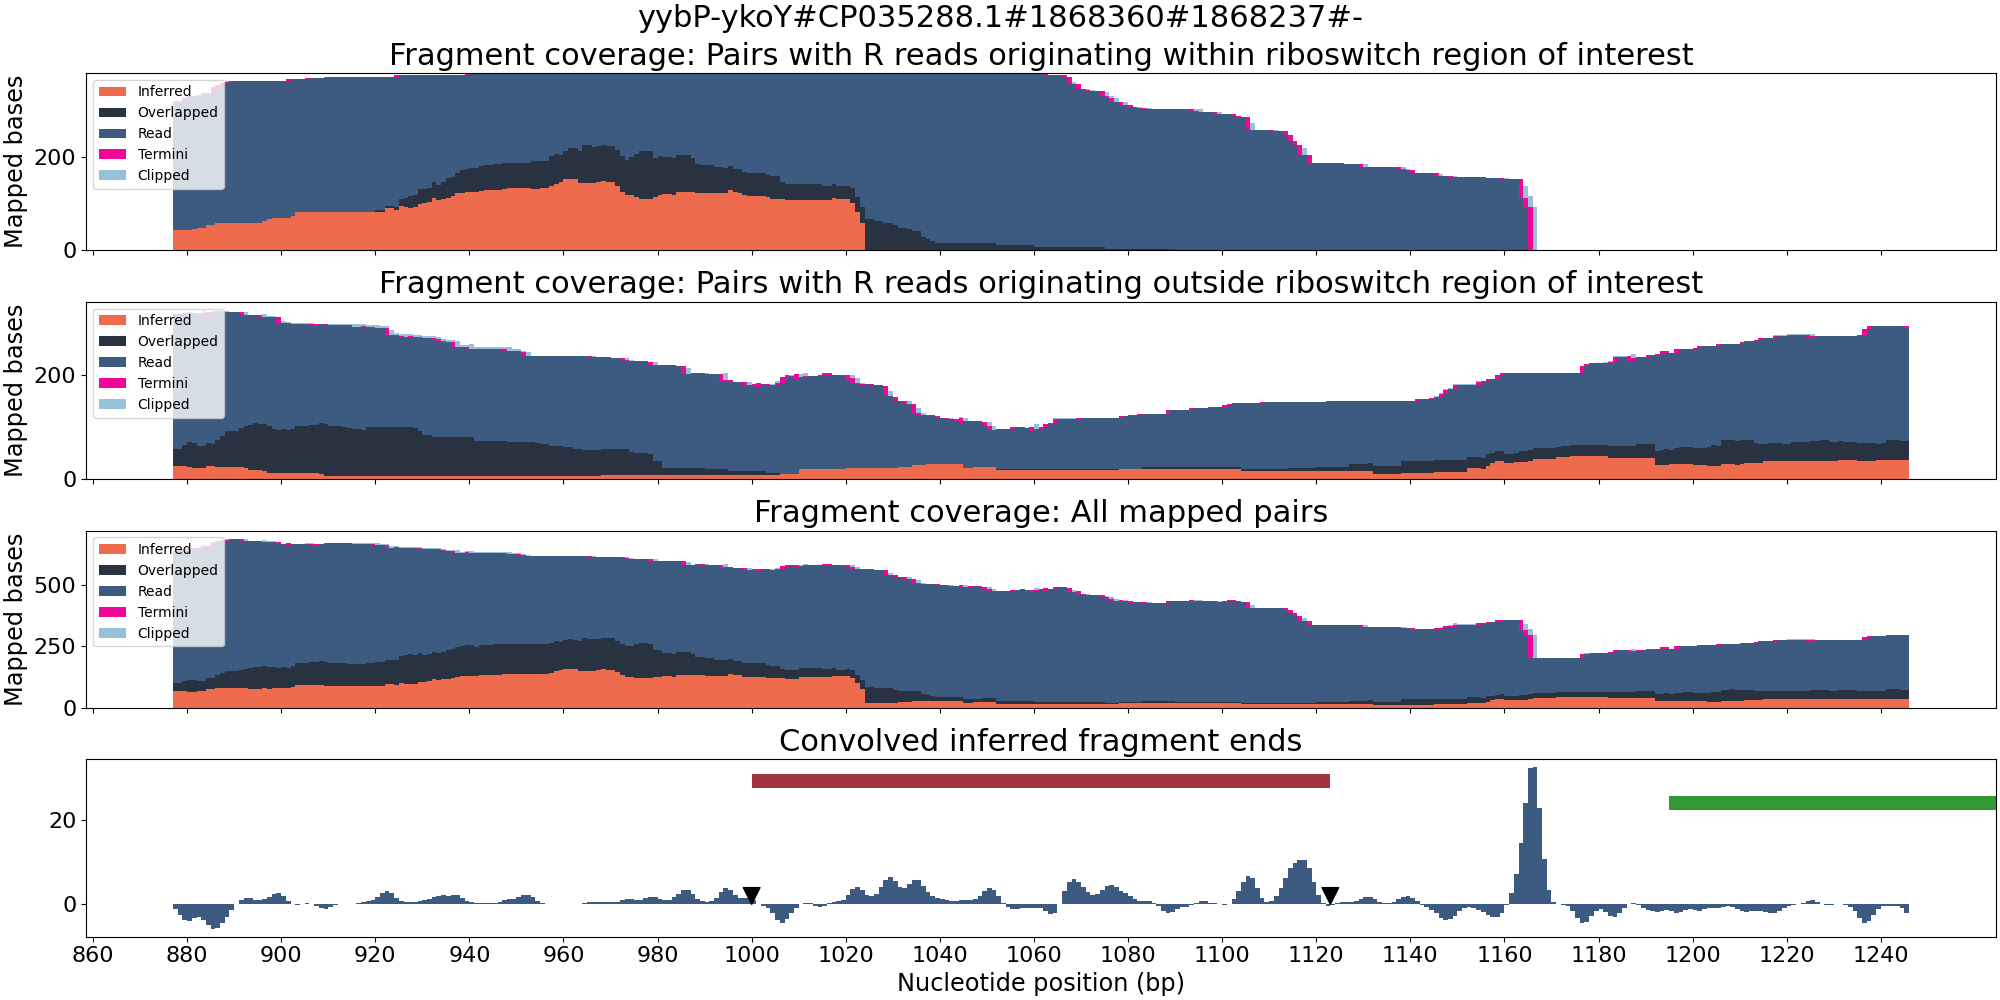 yybP-ykoY#CP035288.1#1868360#1868237#-
Fragment coverage: Pairs with R reads originating within riboswitch region of interest
Mapped bases
200
0
Inferred
Overlapped
Read
Termini
Clipped
Fragment coverage: Pairs with R reads originating outside riboswitch region of interest
Mapped bases
200
0
Inferred
Overlapped
Read
Termini
Clipped
Fragment coverage: All mapped pairs
Mapped bases
500
250
0
Inferred
Overlapped
Read
Termini
Clipped
Convolved inferred fragment ends
20
0
860 880 900 920 940 960 980 1000 1020 1040 1060 1080 1100 1120 1140 1160 1180 1200 1220 1240
Nucleotide position (bp)